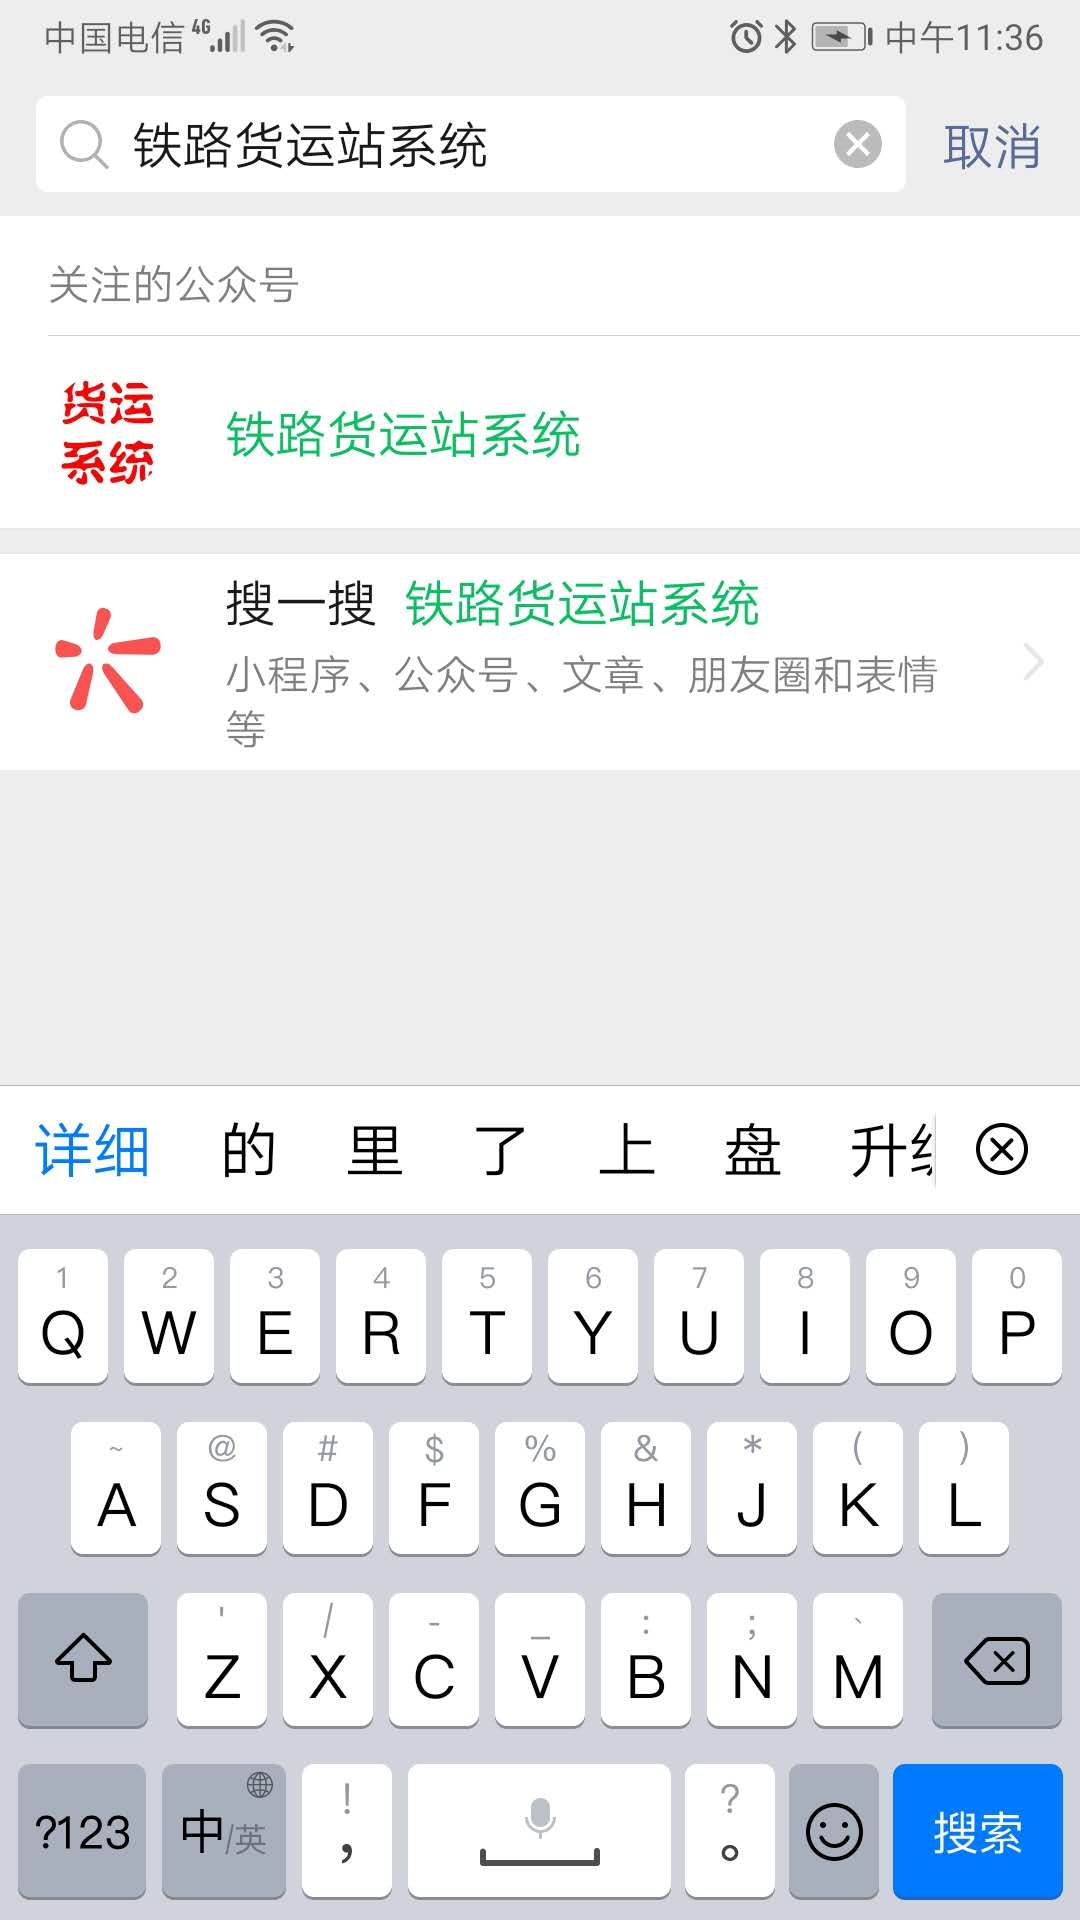 中国电信 4G 中午11:36
铁路货运站系统 取消
关注的公众号
货运
系统
铁路货运站系统
搜一搜 铁路货运站系统
小程序、公众号、文章、朋友圈和表情
等
详细 的 里 了 上 盘 升级
1 2 3 4 5 6 7 8 9 0
Q W E R T Y U I O P
~ @ # $ % & * ( )
A S D F G H J K L
' / - _ : ; 、
Z X C V B N M
! ?
?123 中/英 , 。 搜索